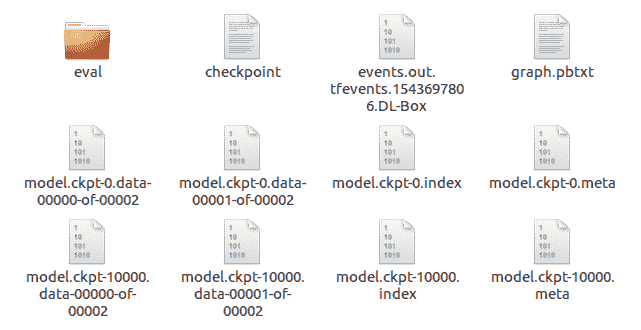 eval
checkpoint
events.out.
tfevents.154369780
6.DL-Box
graph.pbtxt
model.ckpt-0.data-
00000-of-00002
model.ckpt-0.data-
00001-of-00002
model.ckpt-0.index
model.ckpt-0.meta
model.ckpt-10000.
data-00000-of-
00002
model.ckpt-10000.
data-00001-of-
00002
model.ckpt-10000.
index
model.ckpt-10000.
meta